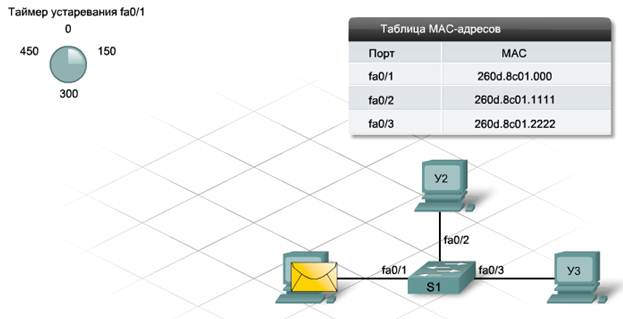 Таймер устаревания fa0/1
0
450 150
300
Таблица MAC-адресов
Порт MAC
fa0/1 260d.8c01.000
fa0/2 260d.8c01.1111
fa0/3 260d.8c01.2222
У2
fa0/2
fa0/1 fa0/3 У3
S1